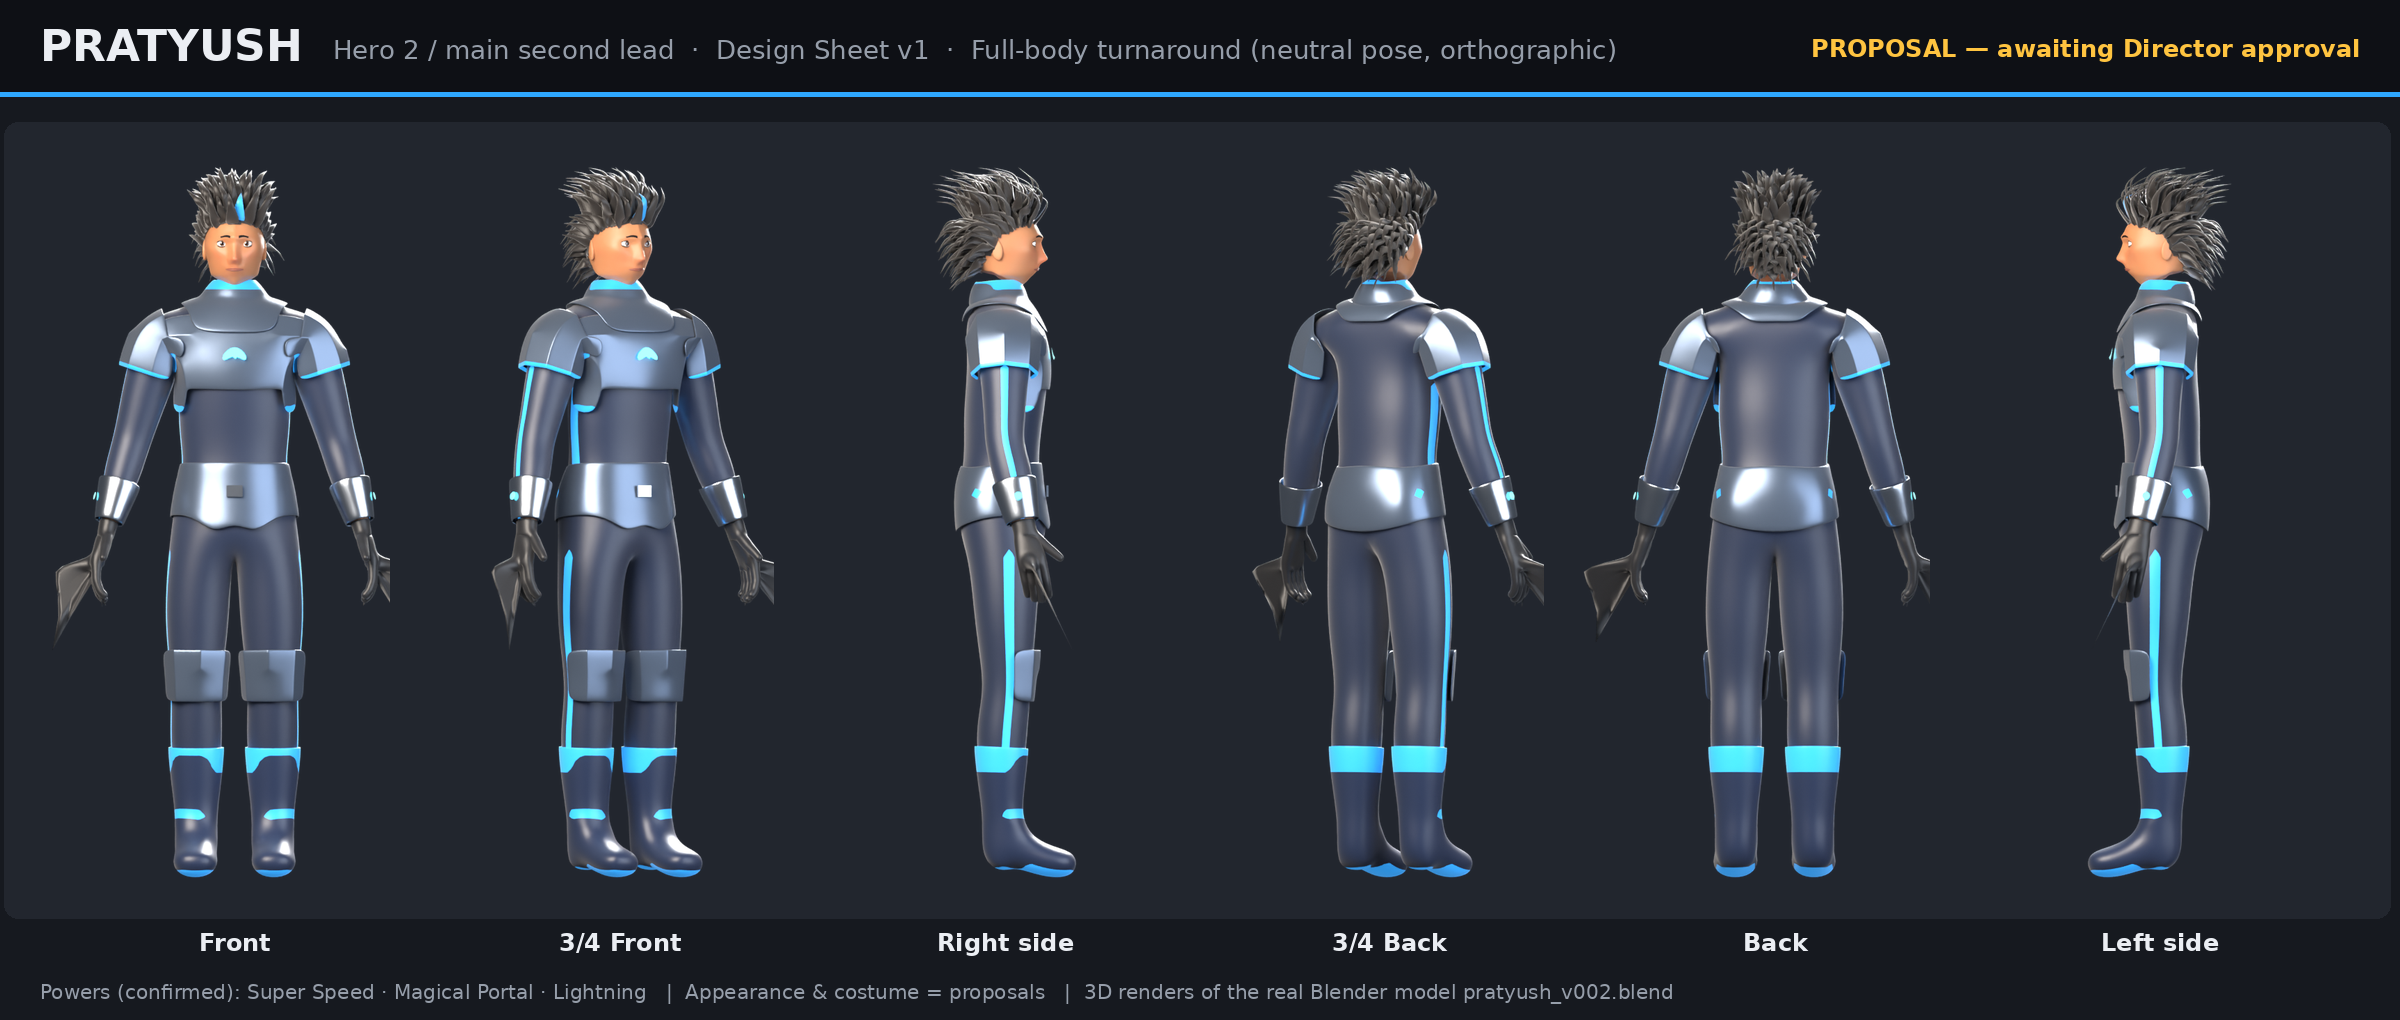 PRATYUSH Hero 2 / main second lead · Design Sheet v1 · Full-body turnaround (neutral pose, orthographic) PROPOSAL — awaiting Director approval
Front 3/4 Front Right side 3/4 Back Back Left side
Powers (confirmed): Super Speed · Magical Portal · Lightning | Appearance & costume = proposals | 3D renders of the real Blender model pratyush_v002.blend